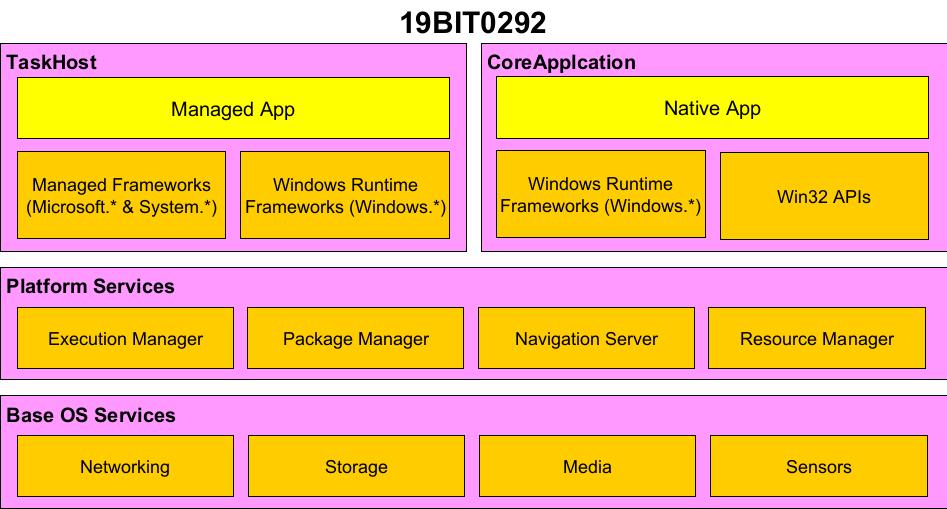 19BIT0292
TaskHost
Managed App
Managed Frameworks
(Microsoft.* & System.*)
Windows Runtime
Frameworks (Windows.*)
CoreApplcation
Native App
Windows Runtime
Frameworks (Windows.*)
Win32 APIs
Platform Services
Execution Manager
Package Manager
Navigation Server
Resource Manager
Base OS Services
Networking
Storage
Media
Sensors